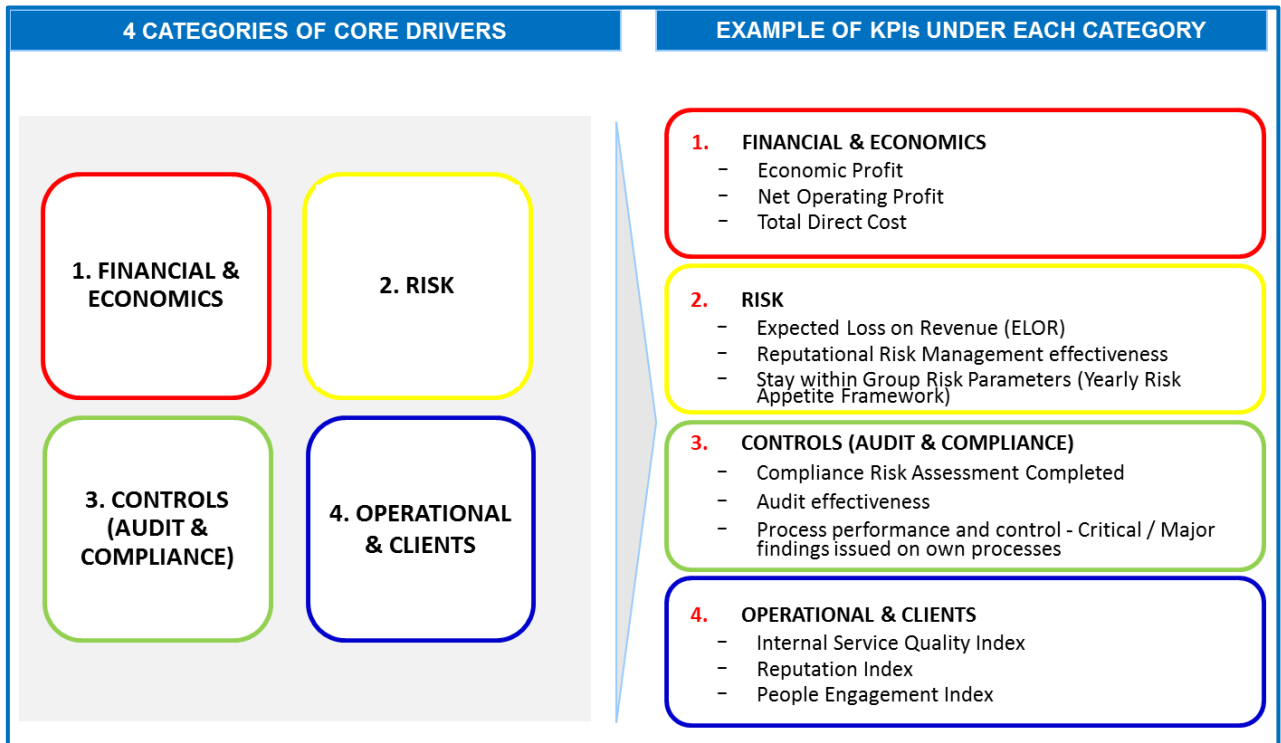 4 CATEGORIES OF CORE DRIVERS
EXAMPLE OF KPIs UNDER EACH CATEGORY
1. FINANCIAL &
ECONOMICS
2. RISK
3. CONTROLS
(AUDIT &
COMPLIANCE)
4. OPERATIONAL
& CLIENTS
1. FINANCIAL & ECONOMICS
– Economic Profit
– Net Operating Profit
– Total Direct Cost
2. RISK
– Expected Loss on Revenue (ELOR)
– Reputational Risk Management effectiveness
– Stay within Group Risk Parameters (Yearly Risk
Appetite Framework)
3. CONTROLS (AUDIT & COMPLIANCE)
– Compliance Risk Assessment Completed
– Audit effectiveness
– Process performance and control - Critical / Major
findings issued on own processes
4. OPERATIONAL & CLIENTS
– Internal Service Quality Index
– Reputation Index
– People Engagement Index